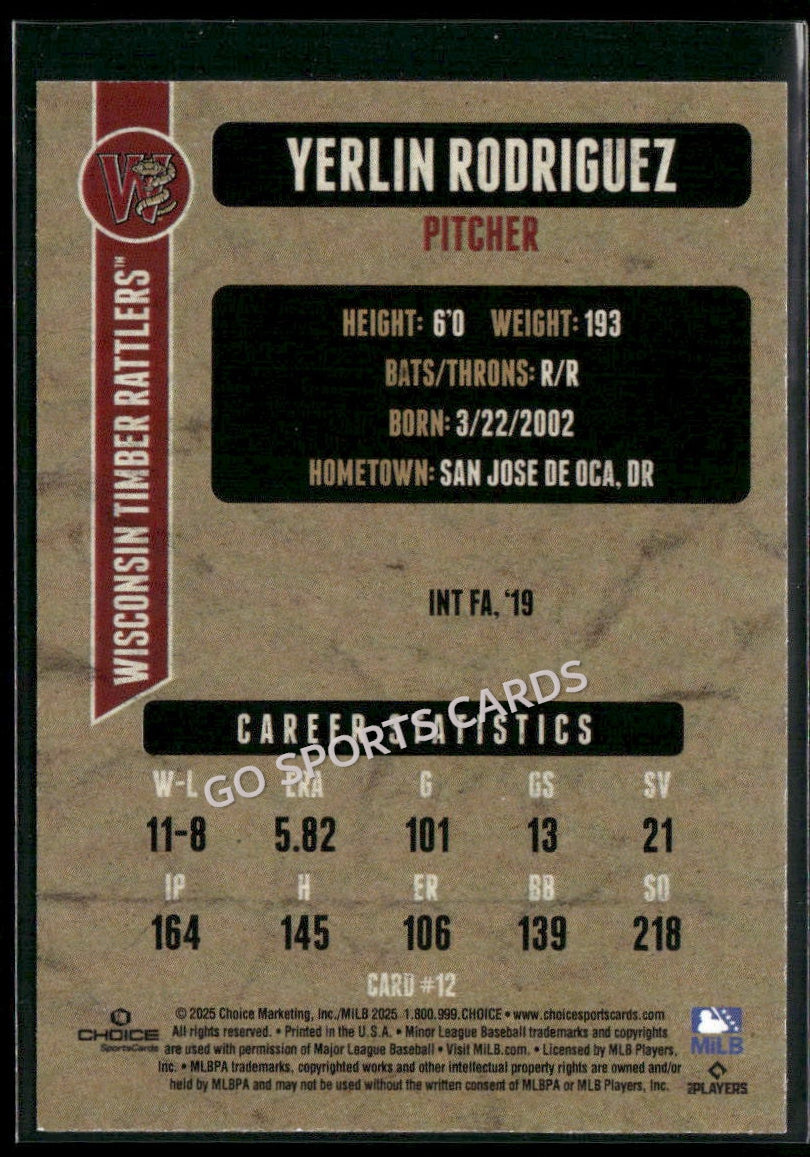 YERLIN RODRIGUEZ
PITCHER
WISCONSIN TIMBER RATTLERS™
W
HEIGHT: 6'0 WEIGHT: 193
BATS/THRONS: R/R
BORN: 3/22/2002
HOMETOWN: SAN JOSE DE OCA, DR
INT FA, '19
CAREER STATISTICS
GO SPORTS CARDS
W-L ERA G GS SV
11-8 5.82 101 13 21
IP H ER BB SO
164 145 106 139 218
CARD #12
CHOICE
SportsCards
© 2025 Choice Marketing, Inc./MiLB 2025 1.800.999.CHOICE • www.choicesportscards.com
All rights reserved. • Printed in the U.S.A. • Minor League Baseball trademarks and copyrights
are used with permission of Major League Baseball • Visit MiLB.com. • Licensed by MLB Players,
Inc. • MLBPA trademarks, copyrighted works and other intellectual property rights are owned and/or
held by MLBPA and may not be used without the written consent of MLBPA or MLB Players, Inc.
MiLB
PLAYERS